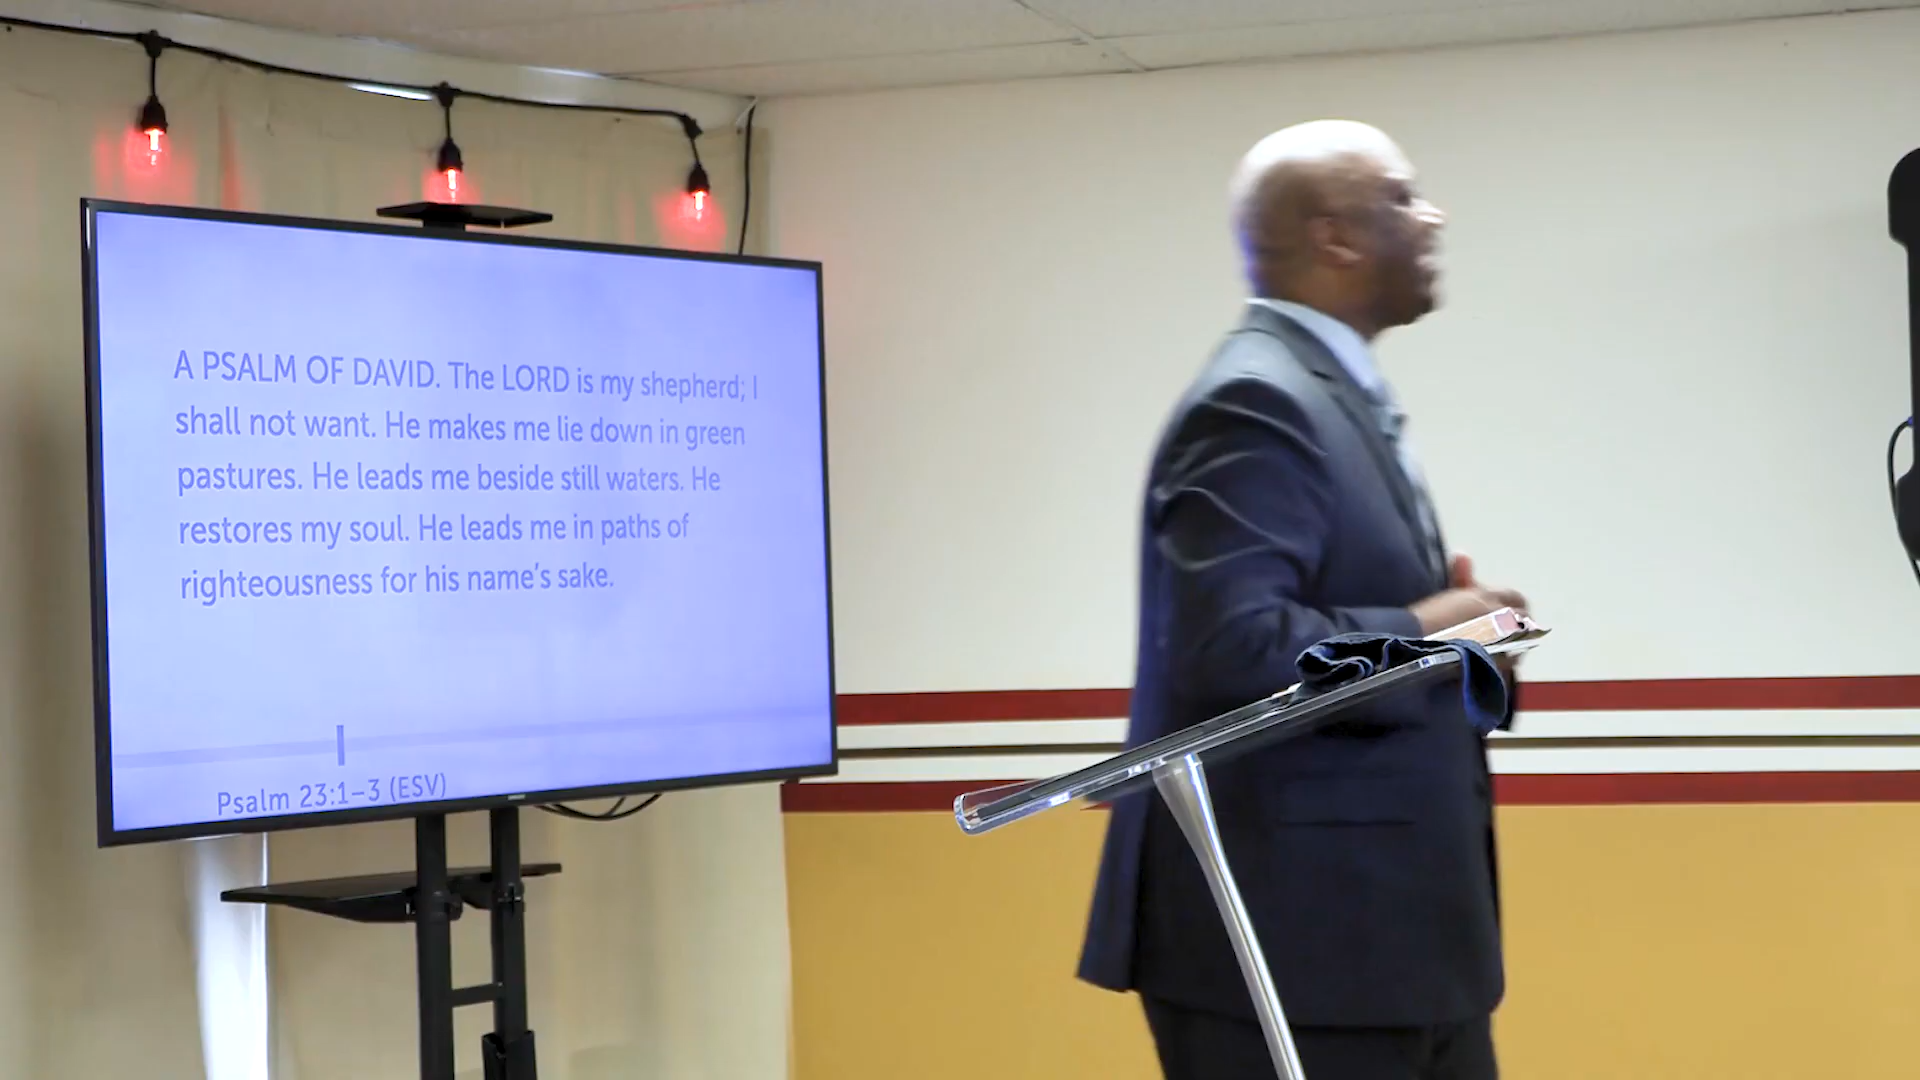 A PSALM OF DAVID. The LORD is my shepherd; I
shall not want. He makes me lie down in green
pastures. He leads me beside still waters. He
restores my soul. He leads me in paths of
righteousness for his name’s sake.
Psalm 23:1–3 (ESV)